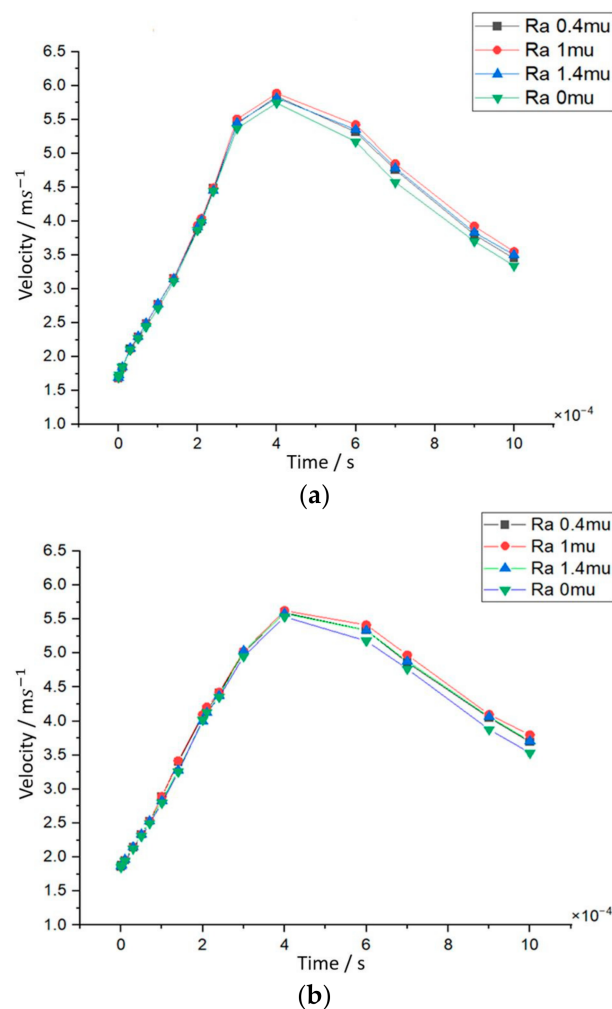 Ra 0.4mu
Ra 1mu
Ra 1.4mu
Ra 0mu
6.5
6.0
5.5
5.0
4.5
4.0
3.5
3.0
2.5
2.0
1.5
1.0
Velocity / ms⁻¹
0 2 4 6 8 10
×10⁻⁴
Time / s
(a)
Ra 0.4mu
Ra 1mu
Ra 1.4mu
Ra 0mu
6.5
6.0
5.5
5.0
4.5
4.0
3.5
3.0
2.5
2.0
1.5
1.0
Velocity / ms⁻¹
0 2 4 6 8 10
×10⁻⁴
Time / s
(b)